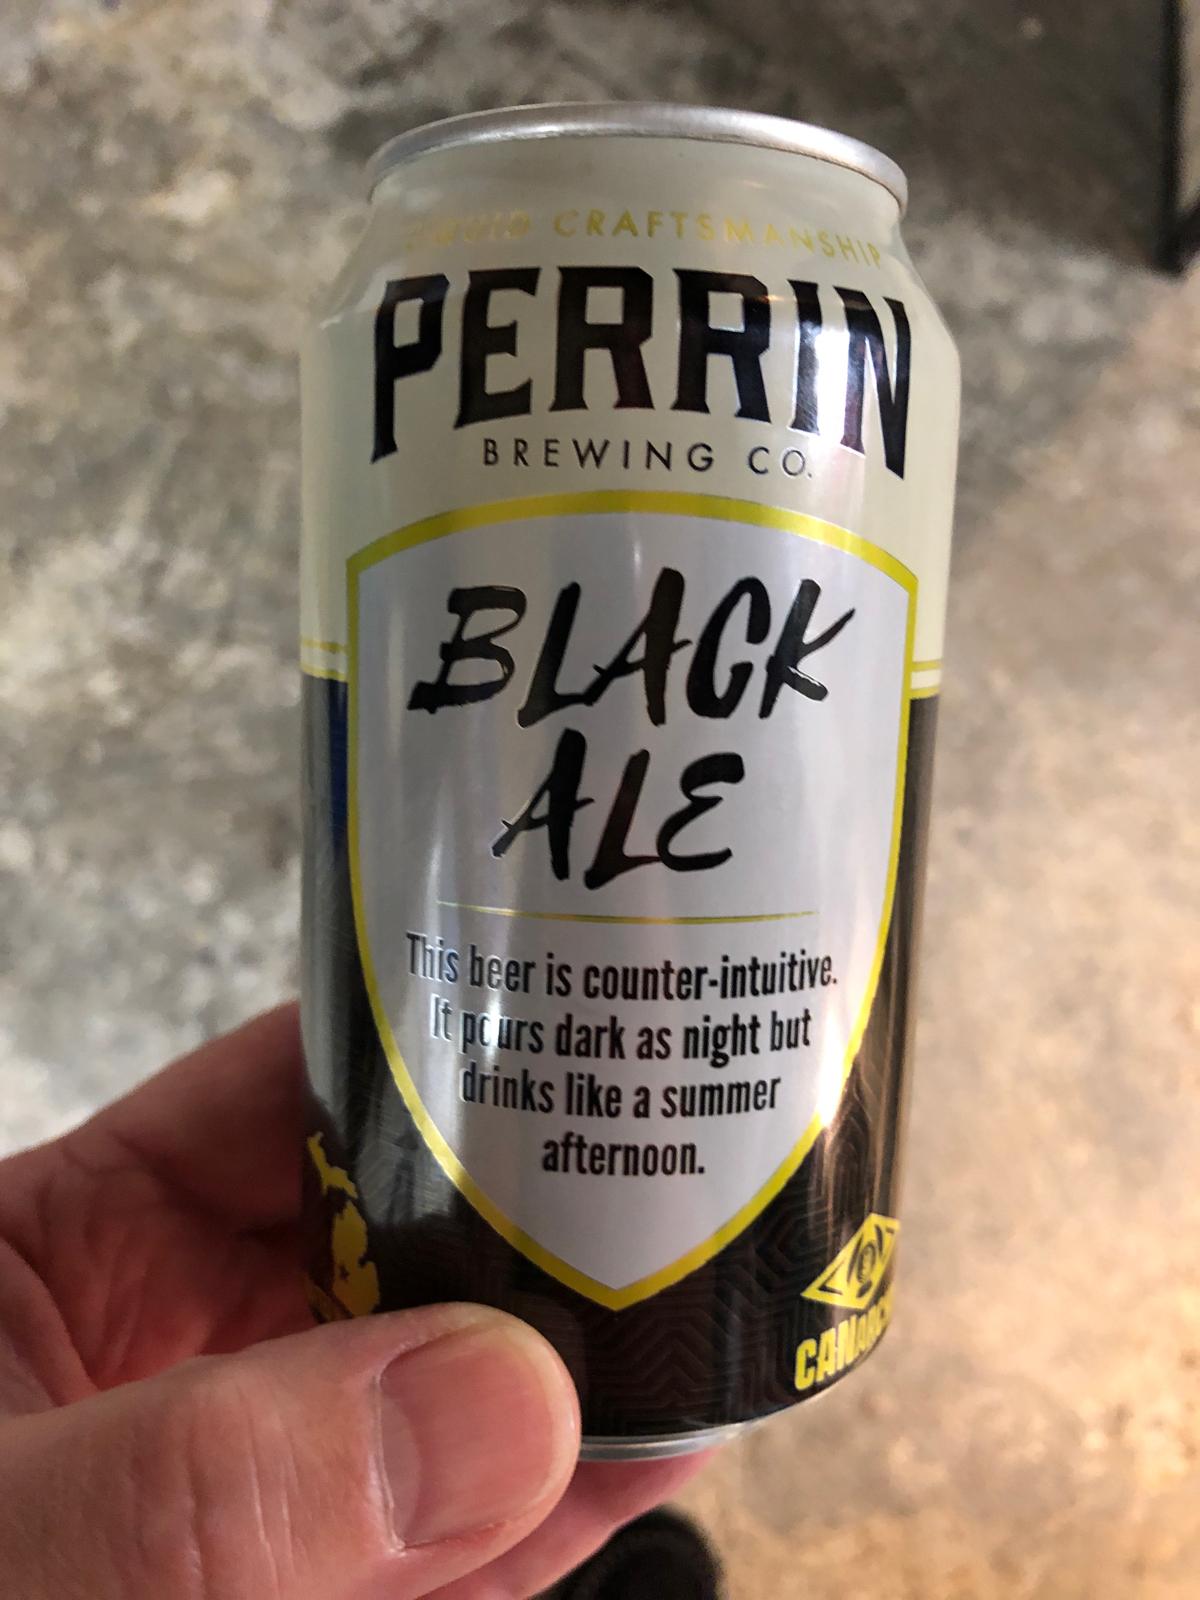 LIQUID CRAFTSMANSHIP
PERRIN
BREWING CO.
BLACK
ALE
This beer is counter-intuitive.
It pours dark as night but
drinks like a summer
afternoon.